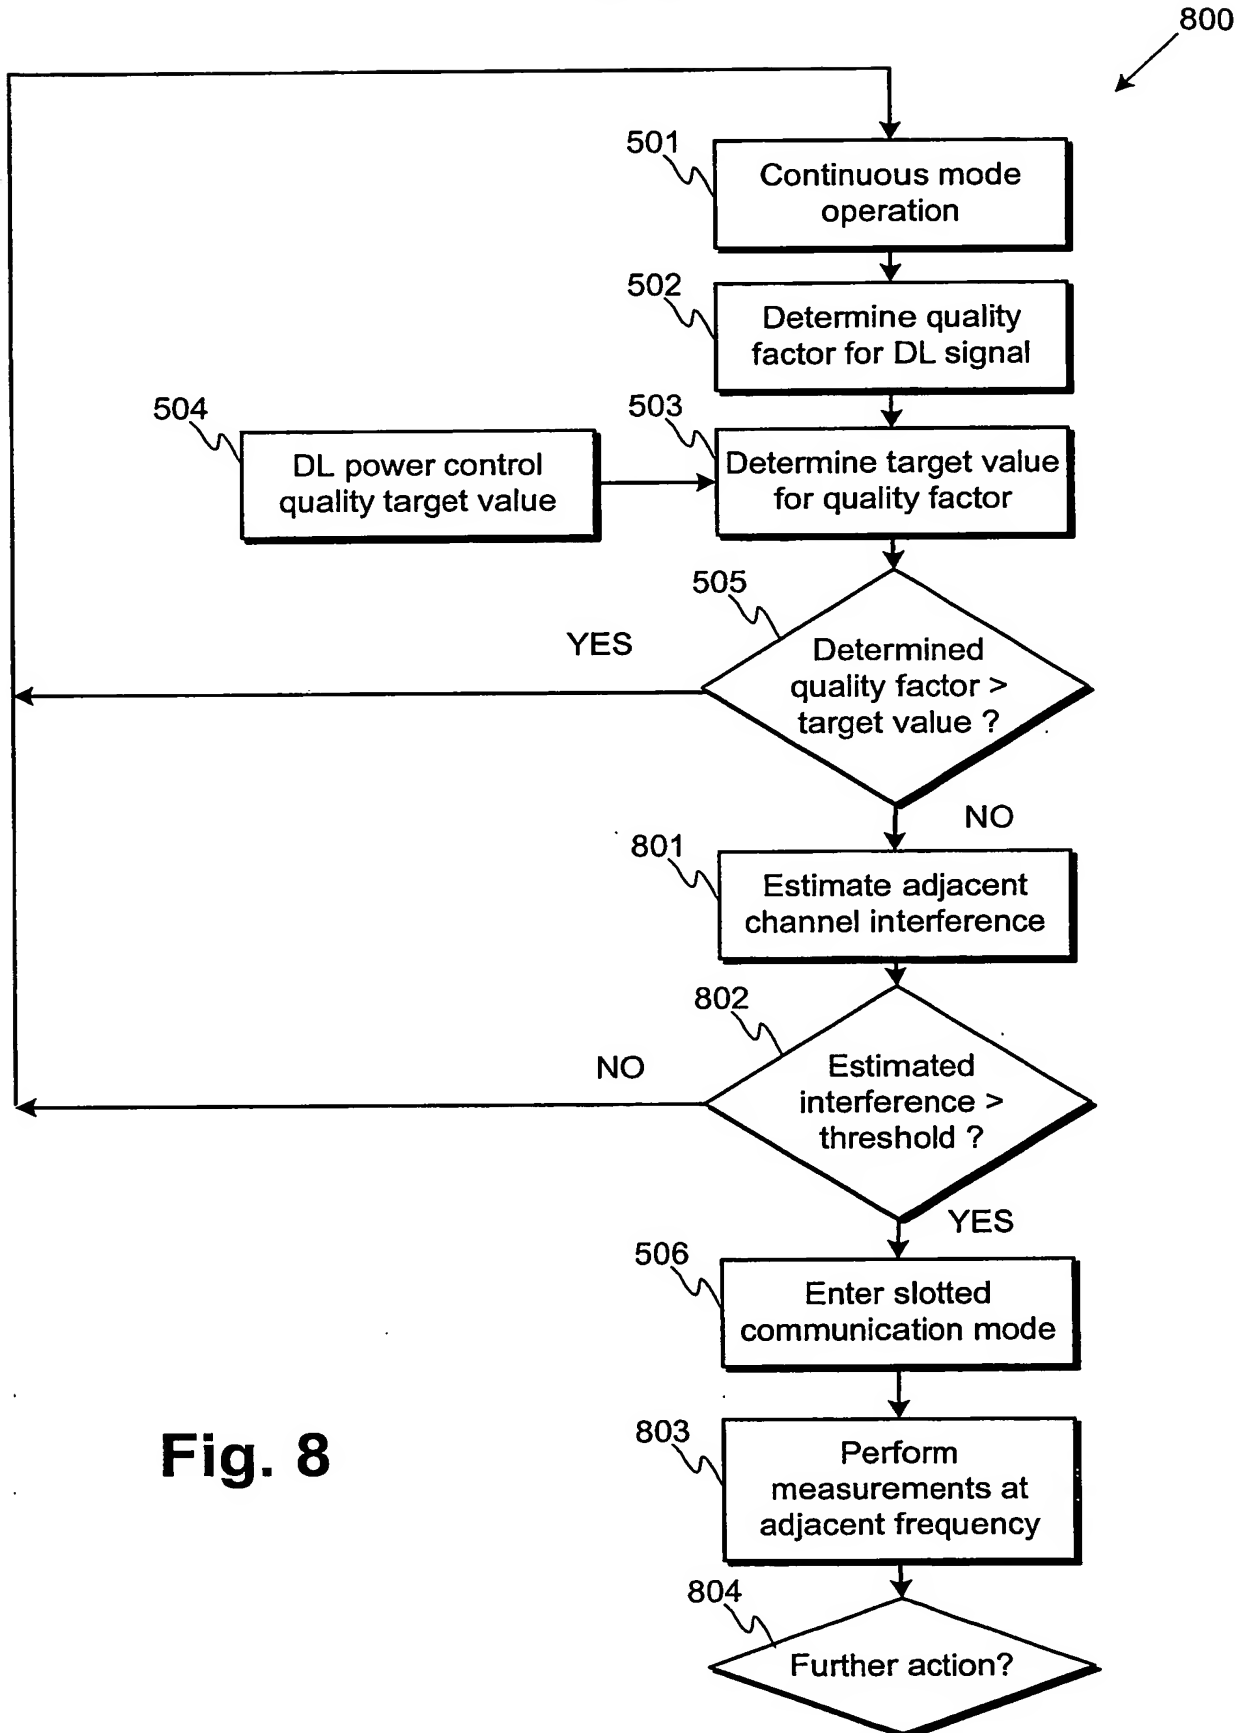 800
501
Continuous mode
operation
502
Determine quality
factor for DL signal
504
503
DL power control
quality target value
Determine target value
for quality factor
505
YES
Determined
quality factor >
target value ?
NO
801
Estimate adjacent
channel interference
802
NO
Estimated
interference >
threshold ?
YES
506
Enter slotted
communication mode
803
Perform
measurements at
adjacent frequency
Fig. 8
804
Further action?